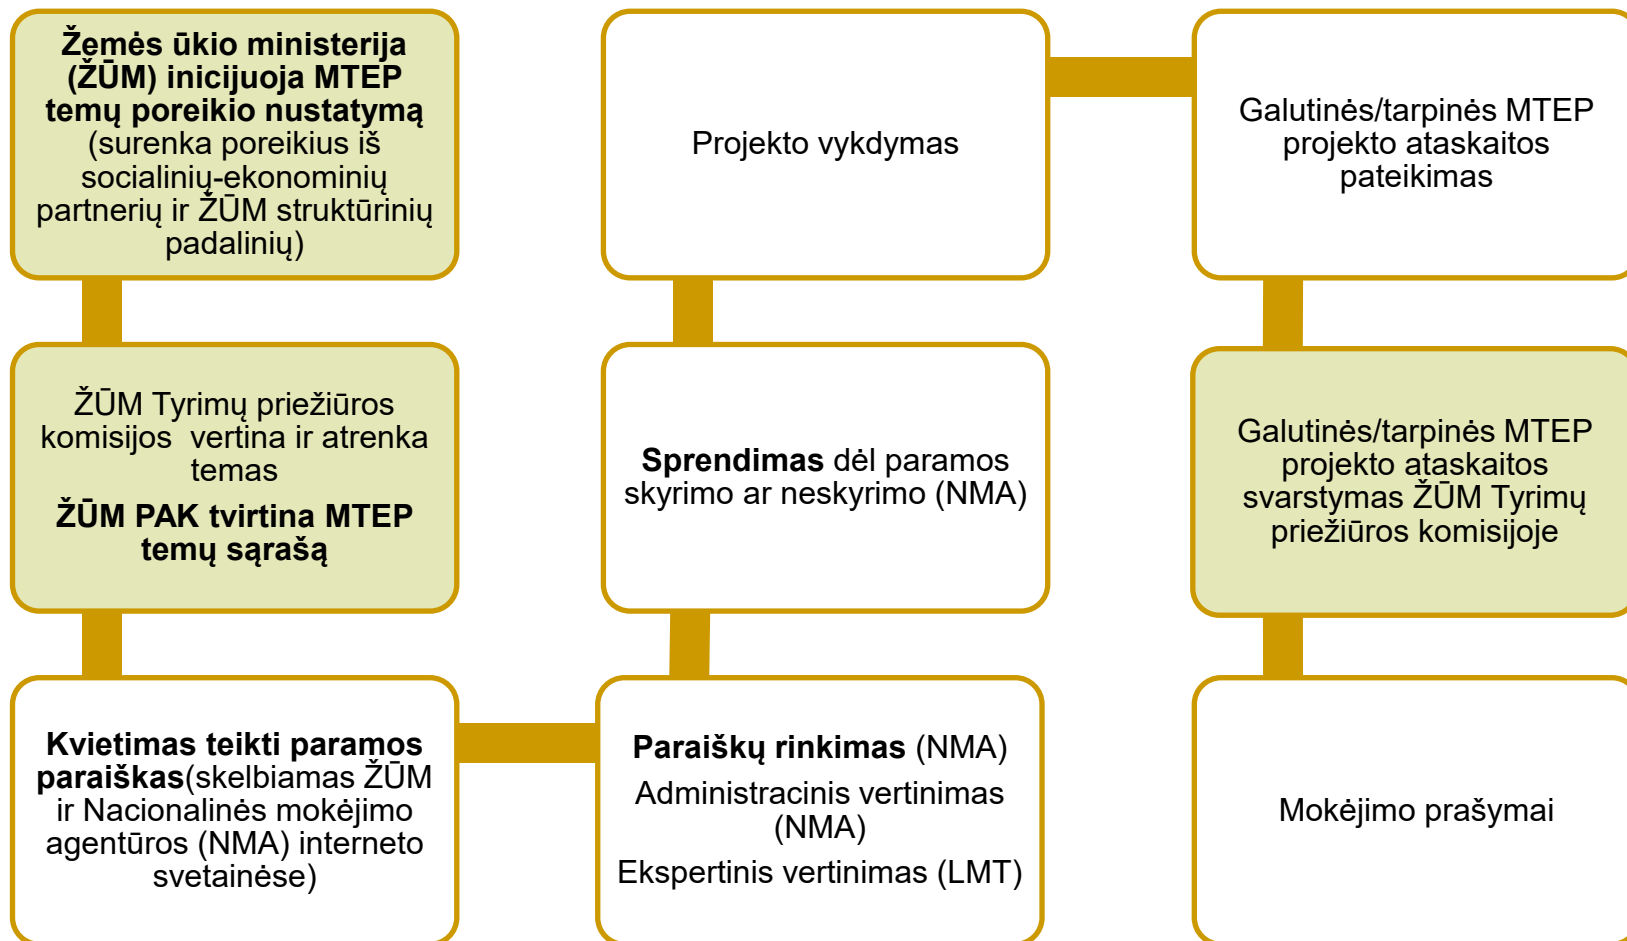 Žemės ūkio ministerija
(ŽŪM) inicijuoja MTEP
temų poreikio nustatymą
(surenka poreikius iš
socialinių-ekonominių
partnerių ir ŽŪM struktūrinių
padalinių)
ŽŪM Tyrimų priežiūros
komisijos vertina ir atrenka
temas
ŽŪM PAK tvirtina MTEP
temų sąrašą
Kvietimas teikti paramos
paraiškas(skelbiamas ŽŪM
ir Nacionalinės mokėjimo
agentūros (NMA) interneto
svetainėse)
Paraiškų rinkimas (NMA)
Administracinis vertinimas
(NMA)
Ekspertinis vertinimas (LMT)
Sprendimas dėl paramos
skyrimo ar neskyrimo (NMA)
Projekto vykdymas
Galutinės/tarpinės MTEP
projekto ataskaitos
pateikimas
Galutinės/tarpinės MTEP
projekto ataskaitos
svarstymas ŽŪM Tyrimų
priežiūros komisijoje
Mokėjimo prašymai